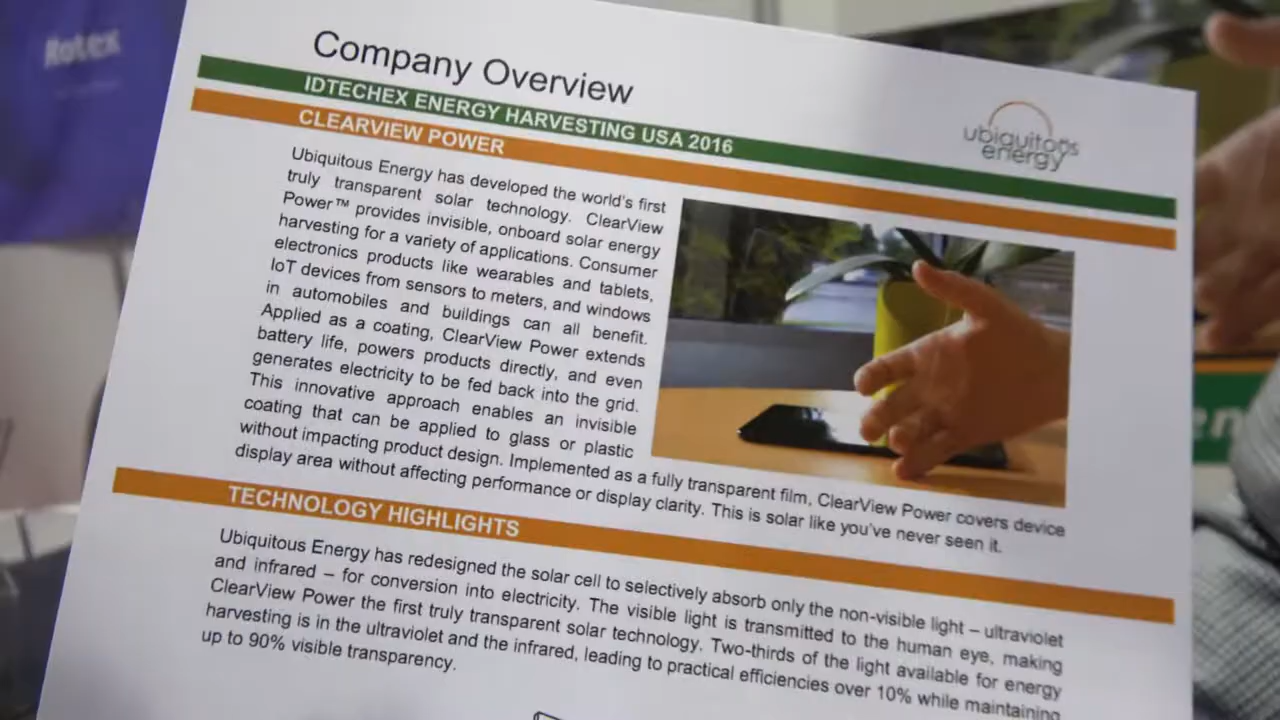 Rotex
Company Overview
IDTECHEX ENERGY HARVESTING USA 2016
ubiquitous
energy
CLEARVIEW POWER
Ubiquitous Energy has developed the world's first
truly transparent solar technology. ClearView
Power™ provides invisible, onboard solar energy
harvesting for a variety of applications. Consumer
electronics products like wearables and tablets,
IoT devices from sensors to meters, and windows
in automobiles and buildings can all benefit.
Applied as a coating, ClearView Power extends
battery life, powers products directly, and even
generates electricity to be fed back into the grid.
This innovative approach enables an invisible
coating that can be applied to glass or plastic
without impacting product design. Implemented as a fully transparent film, ClearView Power covers device
display area without affecting performance or display clarity. This is solar like you've never seen it.
TECHNOLOGY HIGHLIGHTS
Ubiquitous Energy has redesigned the solar cell to selectively absorb only the non-visible light – ultraviolet
and infrared – for conversion into electricity. The visible light is transmitted to the human eye, making
ClearView Power the first truly transparent solar technology. Two-thirds of the light available for energy
harvesting is in the ultraviolet and the infrared, leading to practical efficiencies over 10% while maintaining
up to 90% visible transparency.